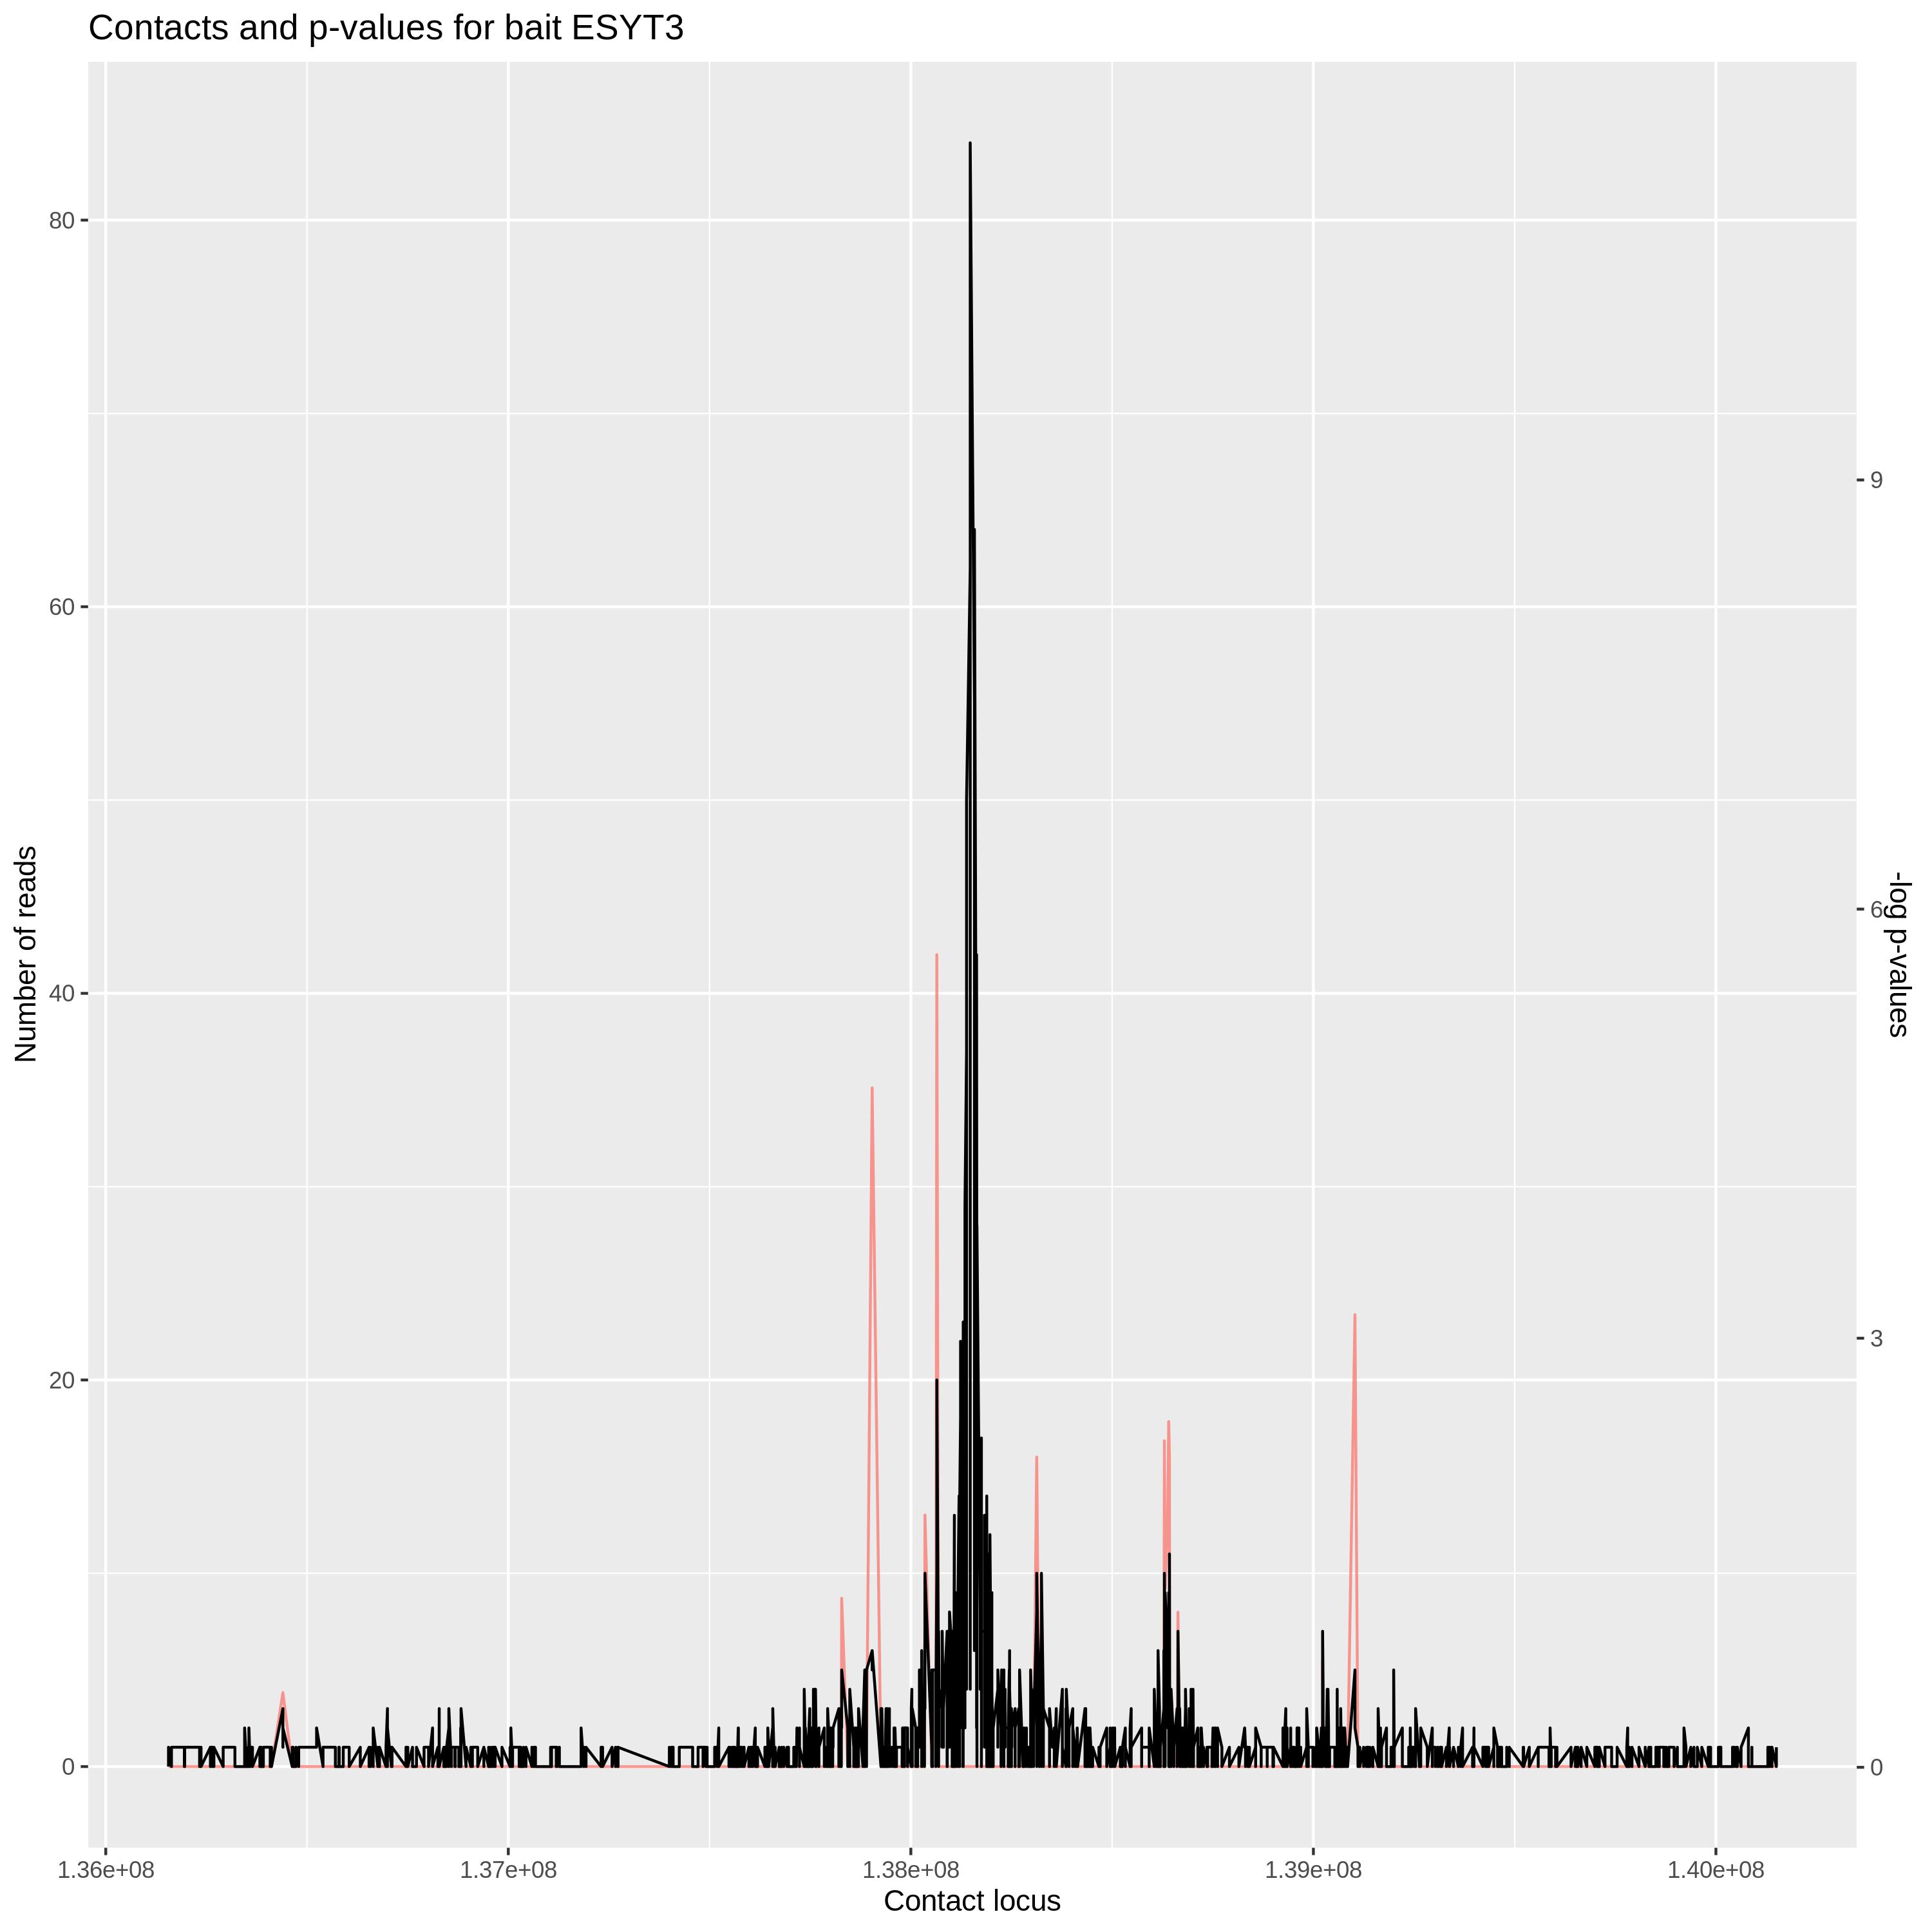 Contacts and p-values for bait ESYT3
80
60
40
20
0
Number of reads
9
6
3
0
-log p-values
1.36e+08
1.37e+08
1.38e+08
1.39e+08
1.40e+08
Contact locus